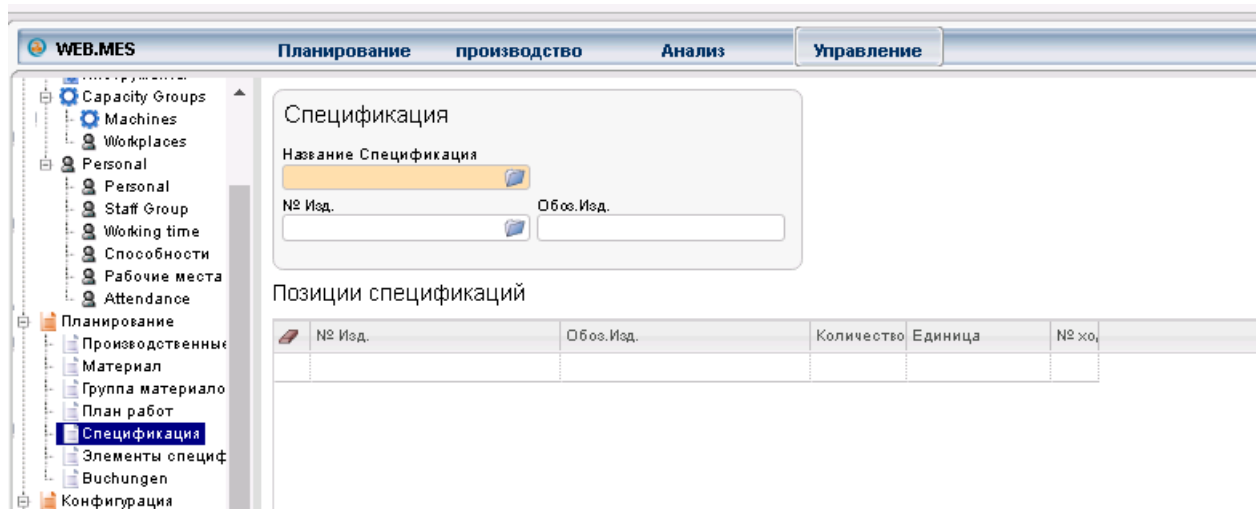 WEB.MES
Планирование производство Анализ Управление
Capacity Groups
Machines
Workplaces
Personal
Personal
Staff Group
Working time
Способности
Рабочие места
Attendance
Планирование
Производственные
Материал
Группа материало
План работ
Спецификация
Элементы специф
Buchungen
Конфигурация
Спецификация
Название Спецификация
№ Изд. Обоз.Изд.
Позиции спецификаций
№ Изд. Обоз.Изд. Количество Единица № хо,